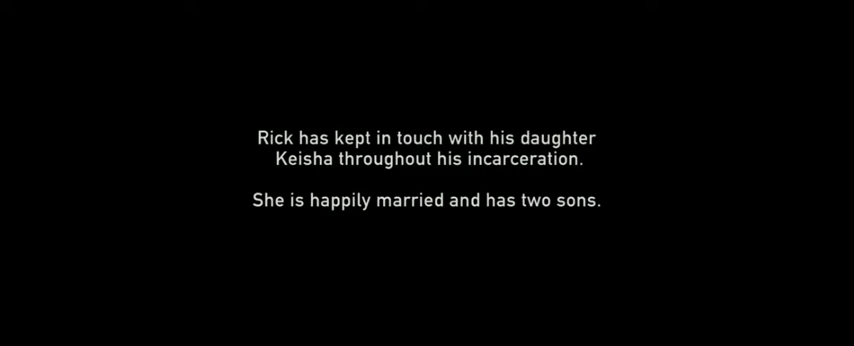 Rick has kept in touch with his daughter
Keisha throughout his incarceration.
She is happily married and has two sons.